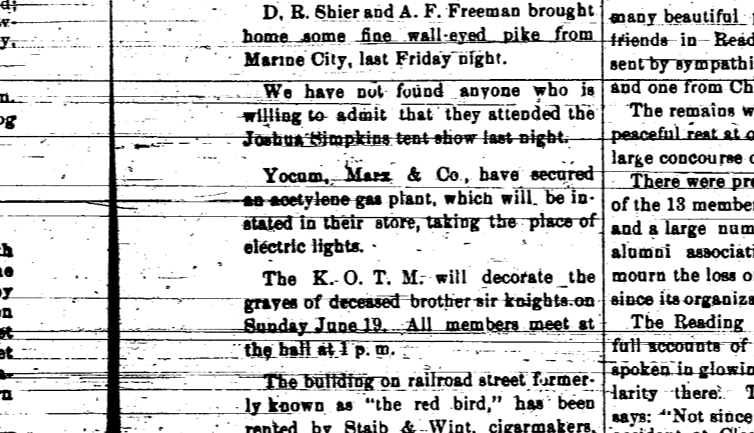 D. R. Shier and A. F. Freeman brought
home some fine wall-eyed pike from
Marine City, last Friday night.
We have not found anyone who is
willing to admit that they attended the
Joshua Simpkins tent show last night.
Yocum, Marx & Co., have secured
an acetylene gas plant, which will be in-
stated in their store, taking the place of
electric lights.
The K. O. T. M. will decorate the
graves of deceased brother sir knights on
Sunday June 19. All members meet at
the hall at 1 p. m.
The building on railroad street former-
ly known as "the red bird," has been
rented by Staib & Wint, cigarmakers,
many beautiful
friends in Read
sent by sympathi
and one from Ch
The remains w
peaceful rest at o
large concourse o
There were pre
of the 13 member
and a large num
alumni associati
mourn the loss o
since its organiza
The Reading
full accounts of
spoken in glowin
larity there. T
says: "Not since